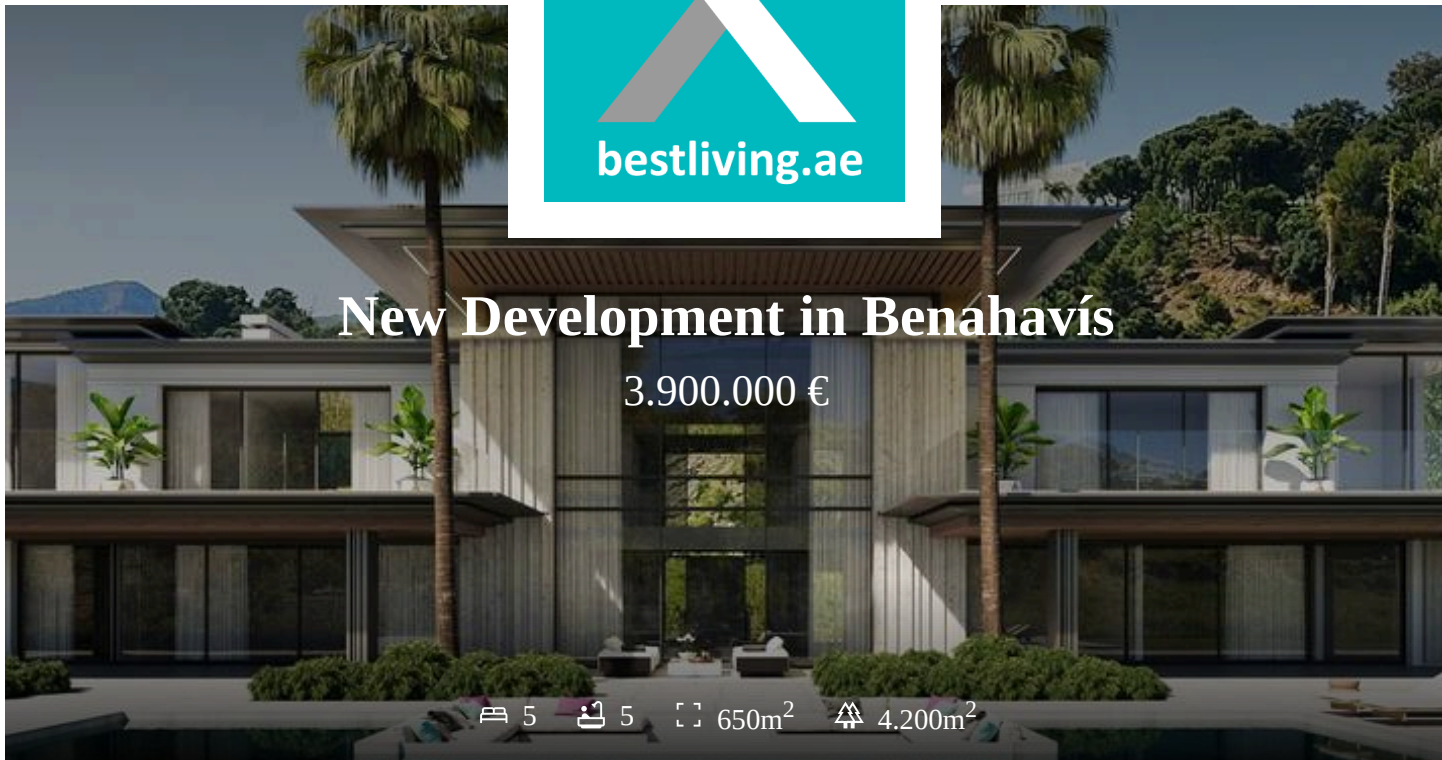 bestliving.ae
New Development in Benahavís
3.900.000 €
5 5 650m² 4.200m²